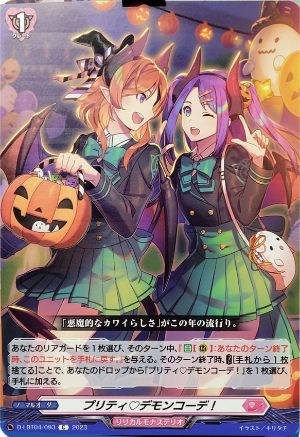 1
グレード
「悪魔的なカワイらしさ」がこの年の流行り。
あなたのリアガードを1枚選び、そのターン中、『自【R】:あなたのターン終了
時、このユニットを手札に戻す。』を与える。そのターン終了時、【手札から1枚
捨てる】ことで、あなたのドロップから「プリティ♡デモンコーデ!」を1枚選び、
手札に加える。
ノーマルオーダー
プリティ♡デモンコーデ!
D-LBT04/093 C 2023
リリカルモナステリオ
イラスト/キリタチ